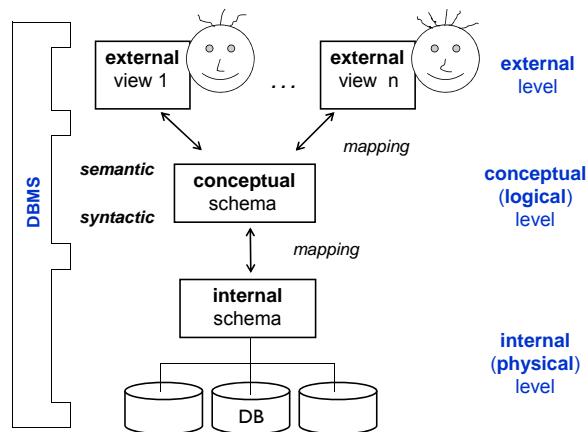 external
view 1
...
external
view n
external
level
mapping
semantic
syntactic
conceptual
schema
conceptual
(logical)
level
DBMS
mapping
internal
schema
internal
(physical)
level
DB